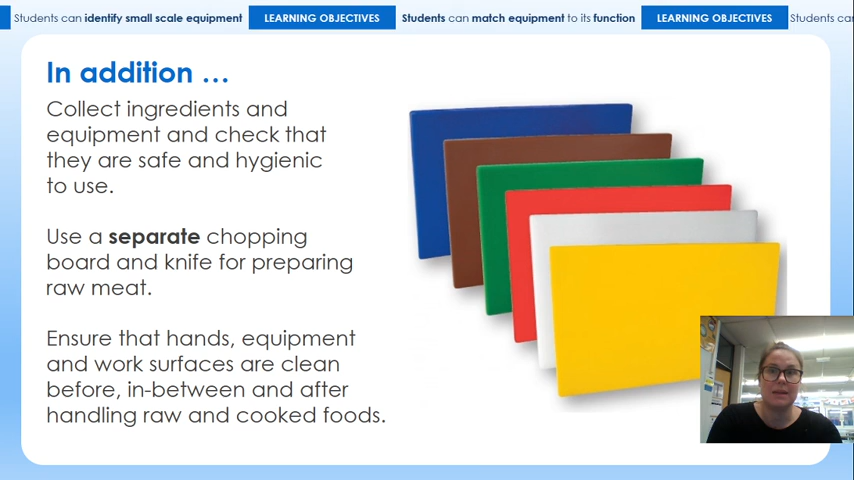 Students can identify small scale equipment LEARNING OBJECTIVES Students can match equipment to its function LEARNING OBJECTIVES Students can
In addition ...
Collect ingredients and
equipment and check that
they are safe and hygienic
to use.
Use a separate chopping
board and knife for preparing
raw meat.
Ensure that hands, equipment
and work surfaces are clean
before, in-between and after
handling raw and cooked foods.